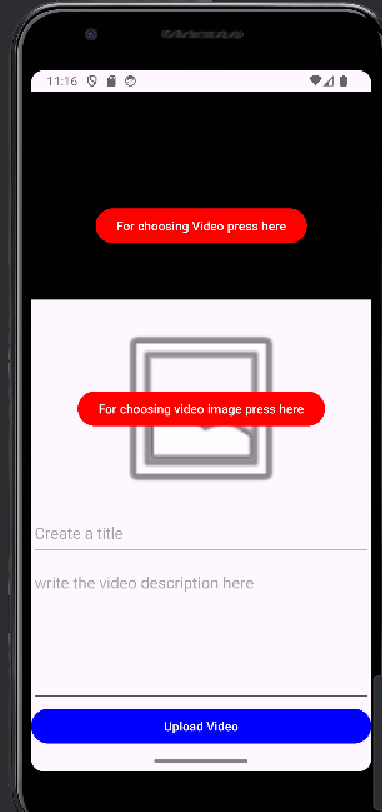 11:16
For choosing Video press here
For choosing video image press here
Create a title
write the video description here
Upload Video